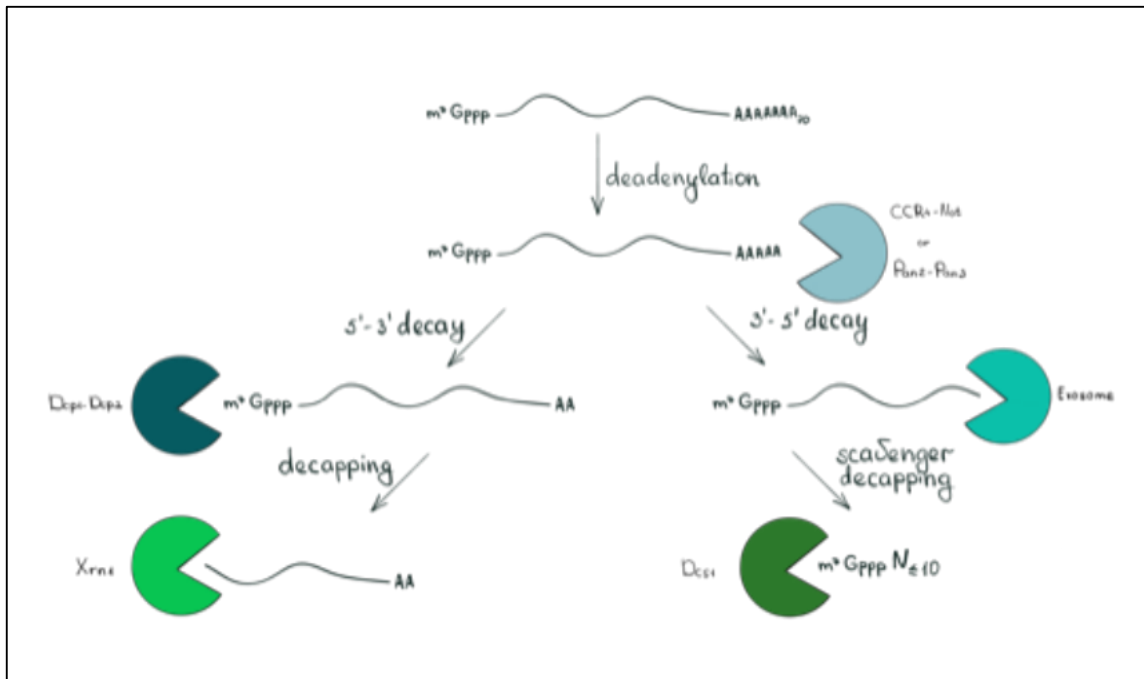 m⁷Gppp AAAAAAA₇₀
deadenylation
m⁷Gppp AAAAA
CCR4-Not
or
Pan2-Pan3
5'-3' decay
3'-5' decay
Dcp1-Dcp2
m⁷Gppp AA
m⁷Gppp
Exosome
decapping
scavenger
decapping
Xrn1
AA
Dcs1
m⁷Gppp N≤10